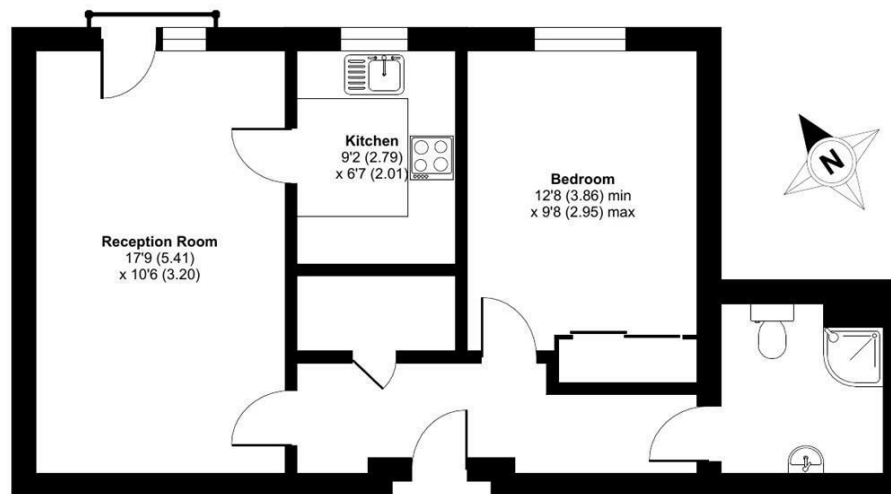 Kitchen
9'2 (2.79)
x 6'7 (2.01)
Bedroom
12'8 (3.86) min
x 9'8 (2.95) max
N
Reception Room
17'9 (5.41)
x 10'6 (3.20)